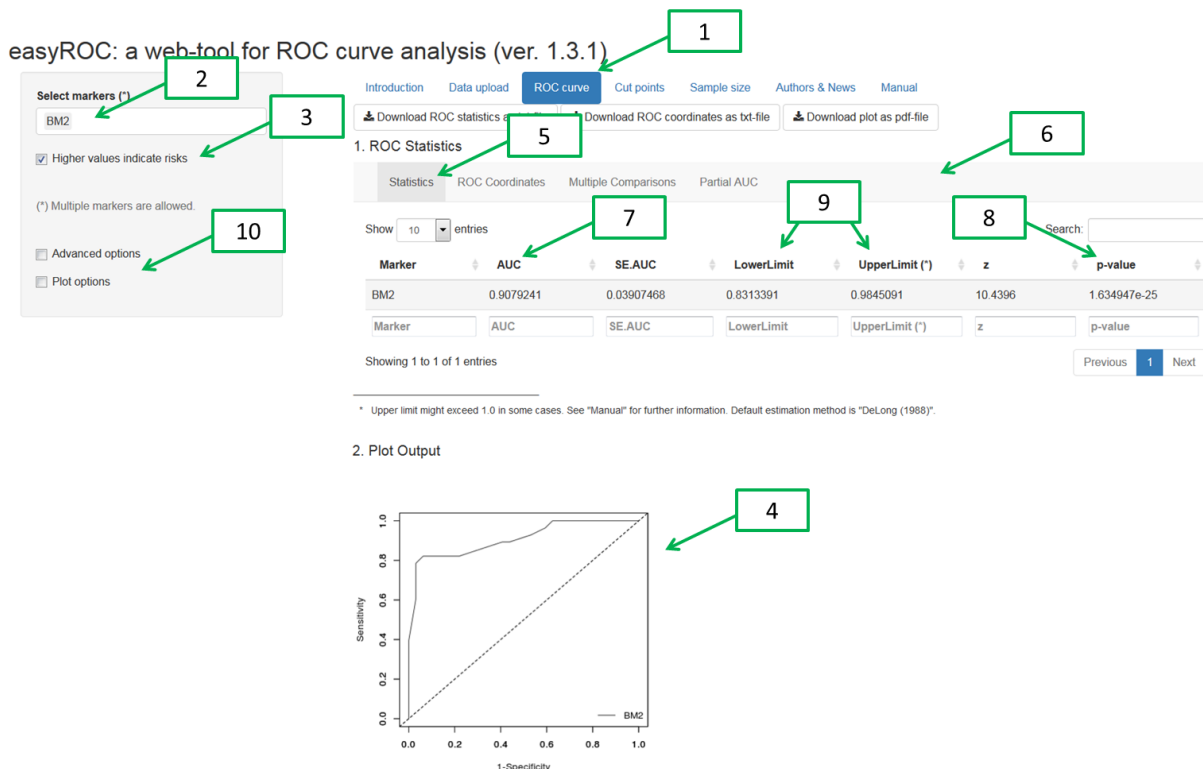 1
easyROC: a web-tool for ROC curve analysis (ver. 1.3.1)
2
Select markers (*)
BM2
3
Higher values indicate risks
(*) Multiple markers are allowed.
10
Advanced options
Plot options
Introduction Data upload ROC curve Cut points Sample size Authors & News Manual
Download ROC statistics as Download ROC coordinates as txt-file Download plot as pdf-file
1. ROC Statistics
5
6
Statistics ROC Coordinates Multiple Comparisons Partial AUC
7
9
8
Show 10 entries Search:
Marker AUC SE.AUC LowerLimit UpperLimit (*) z p-value
BM2 0.9079241 0.03907468 0.8313391 0.9845091 10.4396 1.634947e-25
Marker AUC SE.AUC LowerLimit UpperLimit (*) z p-value
Showing 1 to 1 of 1 entries Previous 1 Next
* Upper limit might exceed 1.0 in some cases. See "Manual" for further information. Default estimation method is "DeLong (1988)".
2. Plot Output
4
1.0
0.8
0.6
0.4
0.2
0.0
Sensitivity
BM2
0.0 0.2 0.4 0.6 0.8 1.0
1-Specificity